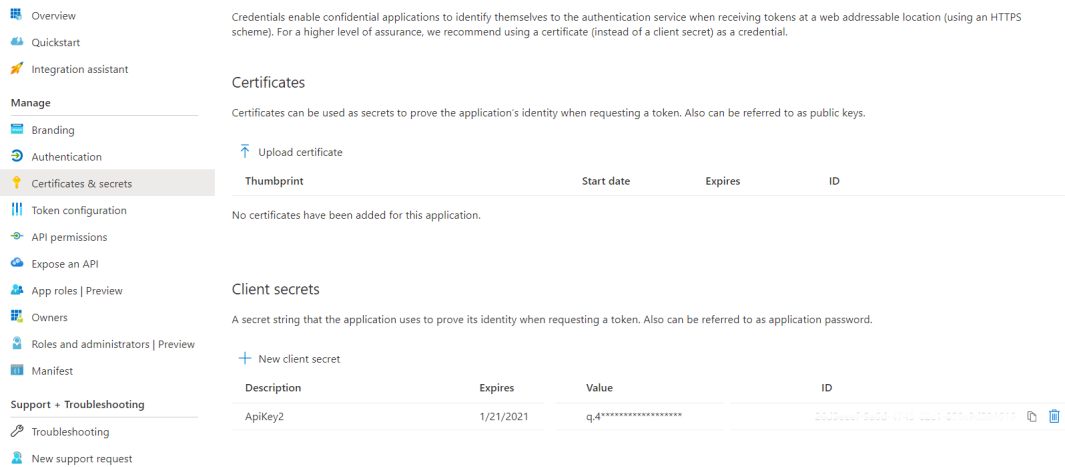 Overview
Quickstart
Integration assistant
Manage
Branding
Authentication
Certificates & secrets
Token configuration
API permissions
Expose an API
App roles | Preview
Owners
Roles and administrators | Preview
Manifest
Support + Troubleshooting
Troubleshooting
New support request
Credentials enable confidential applications to identify themselves to the authentication service when receiving tokens at a web addressable location (using an HTTPS
scheme). For a higher level of assurance, we recommend using a certificate (instead of a client secret) as a credential.
Certificates
Certificates can be used as secrets to prove the application's identity when requesting a token. Also can be referred to as public keys.
Upload certificate
Thumbprint Start date Expires ID
No certificates have been added for this application.
Client secrets
A secret string that the application uses to prove its identity when requesting a token. Also can be referred to as application password.
New client secret
Description Expires Value ID
ApiKey2 1/21/2021 q.4******************